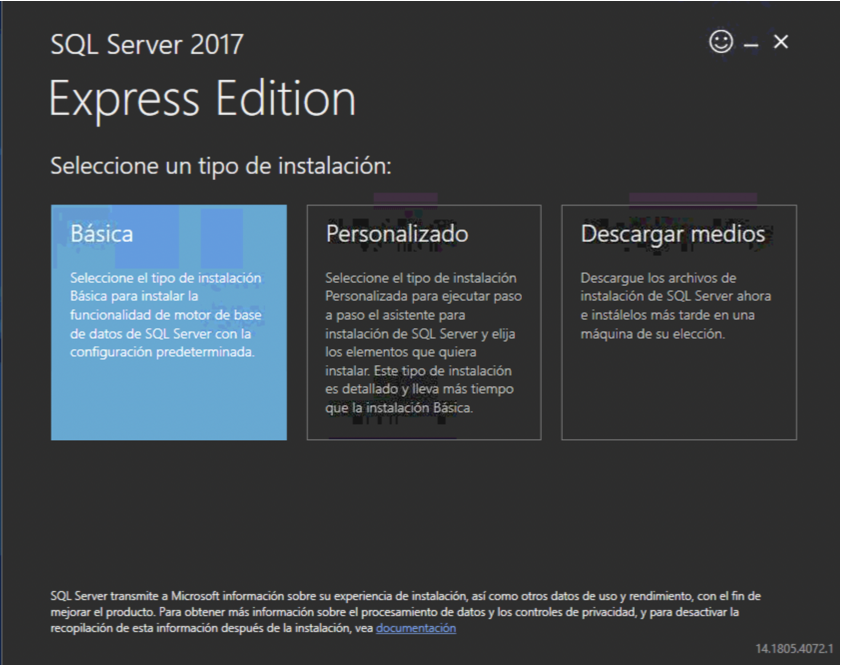 SQL Server 2017
Express Edition
Seleccione un tipo de instalación:
Básica
Seleccione el tipo de instalación
Básica para instalar la
funcionalidad de motor de base
de datos de SQL Server con la
configuración predeterminada.
Personalizado
Seleccione el tipo de instalación
Personalizada para ejecutar paso
a paso el asistente para
instalación de SQL Server y elija
los elementos que quiera
instalar. Este tipo de instalación
es detallado y lleva más tiempo
que la instalación Básica.
Descargar medios
Descargue los archivos de
instalación de SQL Server ahora
e instálelos más tarde en una
máquina de su elección.
SQL Server transmite a Microsoft información sobre su experiencia de instalación, así como otros datos de uso y rendimiento, con el fin de
mejorar el producto. Para obtener más información sobre el procesamiento de datos y los controles de privacidad, y para desactivar la
recopilación de esta información después de la instalación, vea documentación
14.1805.4072.1